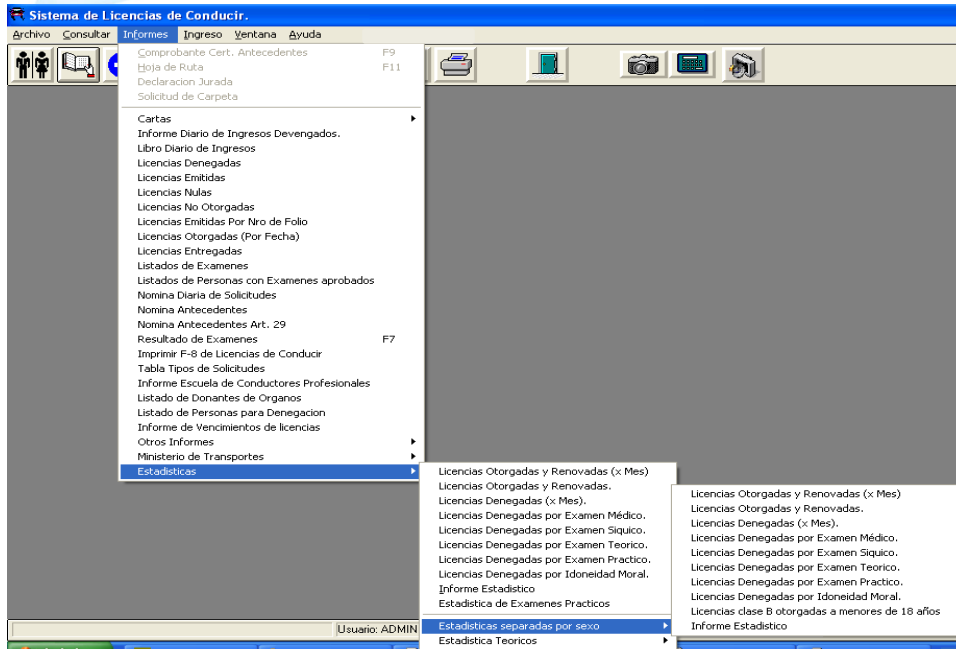 Sistema de Licencias de Conducir.
Archivo Consultar Informes Ingreso Ventana Ayuda
Comprobante Cert. Antecedentes F9
Hoja de Ruta F11
Declaracion Jurada
Solicitud de Carpeta
Cartas
Informe Diario de Ingresos Devengados.
Libro Diario de Ingresos
Licencias Denegadas
Licencias Emitidas
Licencias Nulas
Licencias No Otorgadas
Licencias Emitidas Por Nro de Folio
Licencias Otorgadas (Por Fecha)
Licencias Entregadas
Listados de Examenes
Listados de Personas con Examenes aprobados
Nomina Diaria de Solicitudes
Nomina Antecedentes
Nomina Antecedentes Art. 29
Resultado de Examenes F7
Imprimir F-8 de Licencias de Conducir
Tabla Tipos de Solicitudes
Informe Escuela de Conductores Profesionales
Listado de Donantes de Organos
Listado de Personas para Denegacion
Informe de Vencimientos de licencias
Otros Informes
Ministerio de Transportes
Estadisticas
Licencias Otorgadas y Renovadas (x Mes)
Licencias Otorgadas y Renovadas.
Licencias Denegadas (x Mes).
Licencias Denegadas por Examen Médico.
Licencias Denegadas por Examen Siquico.
Licencias Denegadas por Examen Teorico.
Licencias Denegadas por Examen Practico.
Licencias Denegadas por Idoneidad Moral.
Informe Estadistico
Estadistica de Examenes Practicos
Estadisticas separadas por sexo
Estadistica Teoricos
Licencias Otorgadas y Renovadas (x Mes)
Licencias Otorgadas y Renovadas.
Licencias Denegadas (x Mes).
Licencias Denegadas por Examen Médico.
Licencias Denegadas por Examen Siquico.
Licencias Denegadas por Examen Teorico.
Licencias Denegadas por Examen Practico.
Licencias Denegadas por Idoneidad Moral.
Licencias clase B otorgadas a menores de 18 años
Informe Estadistico
Usuario: ADMIN